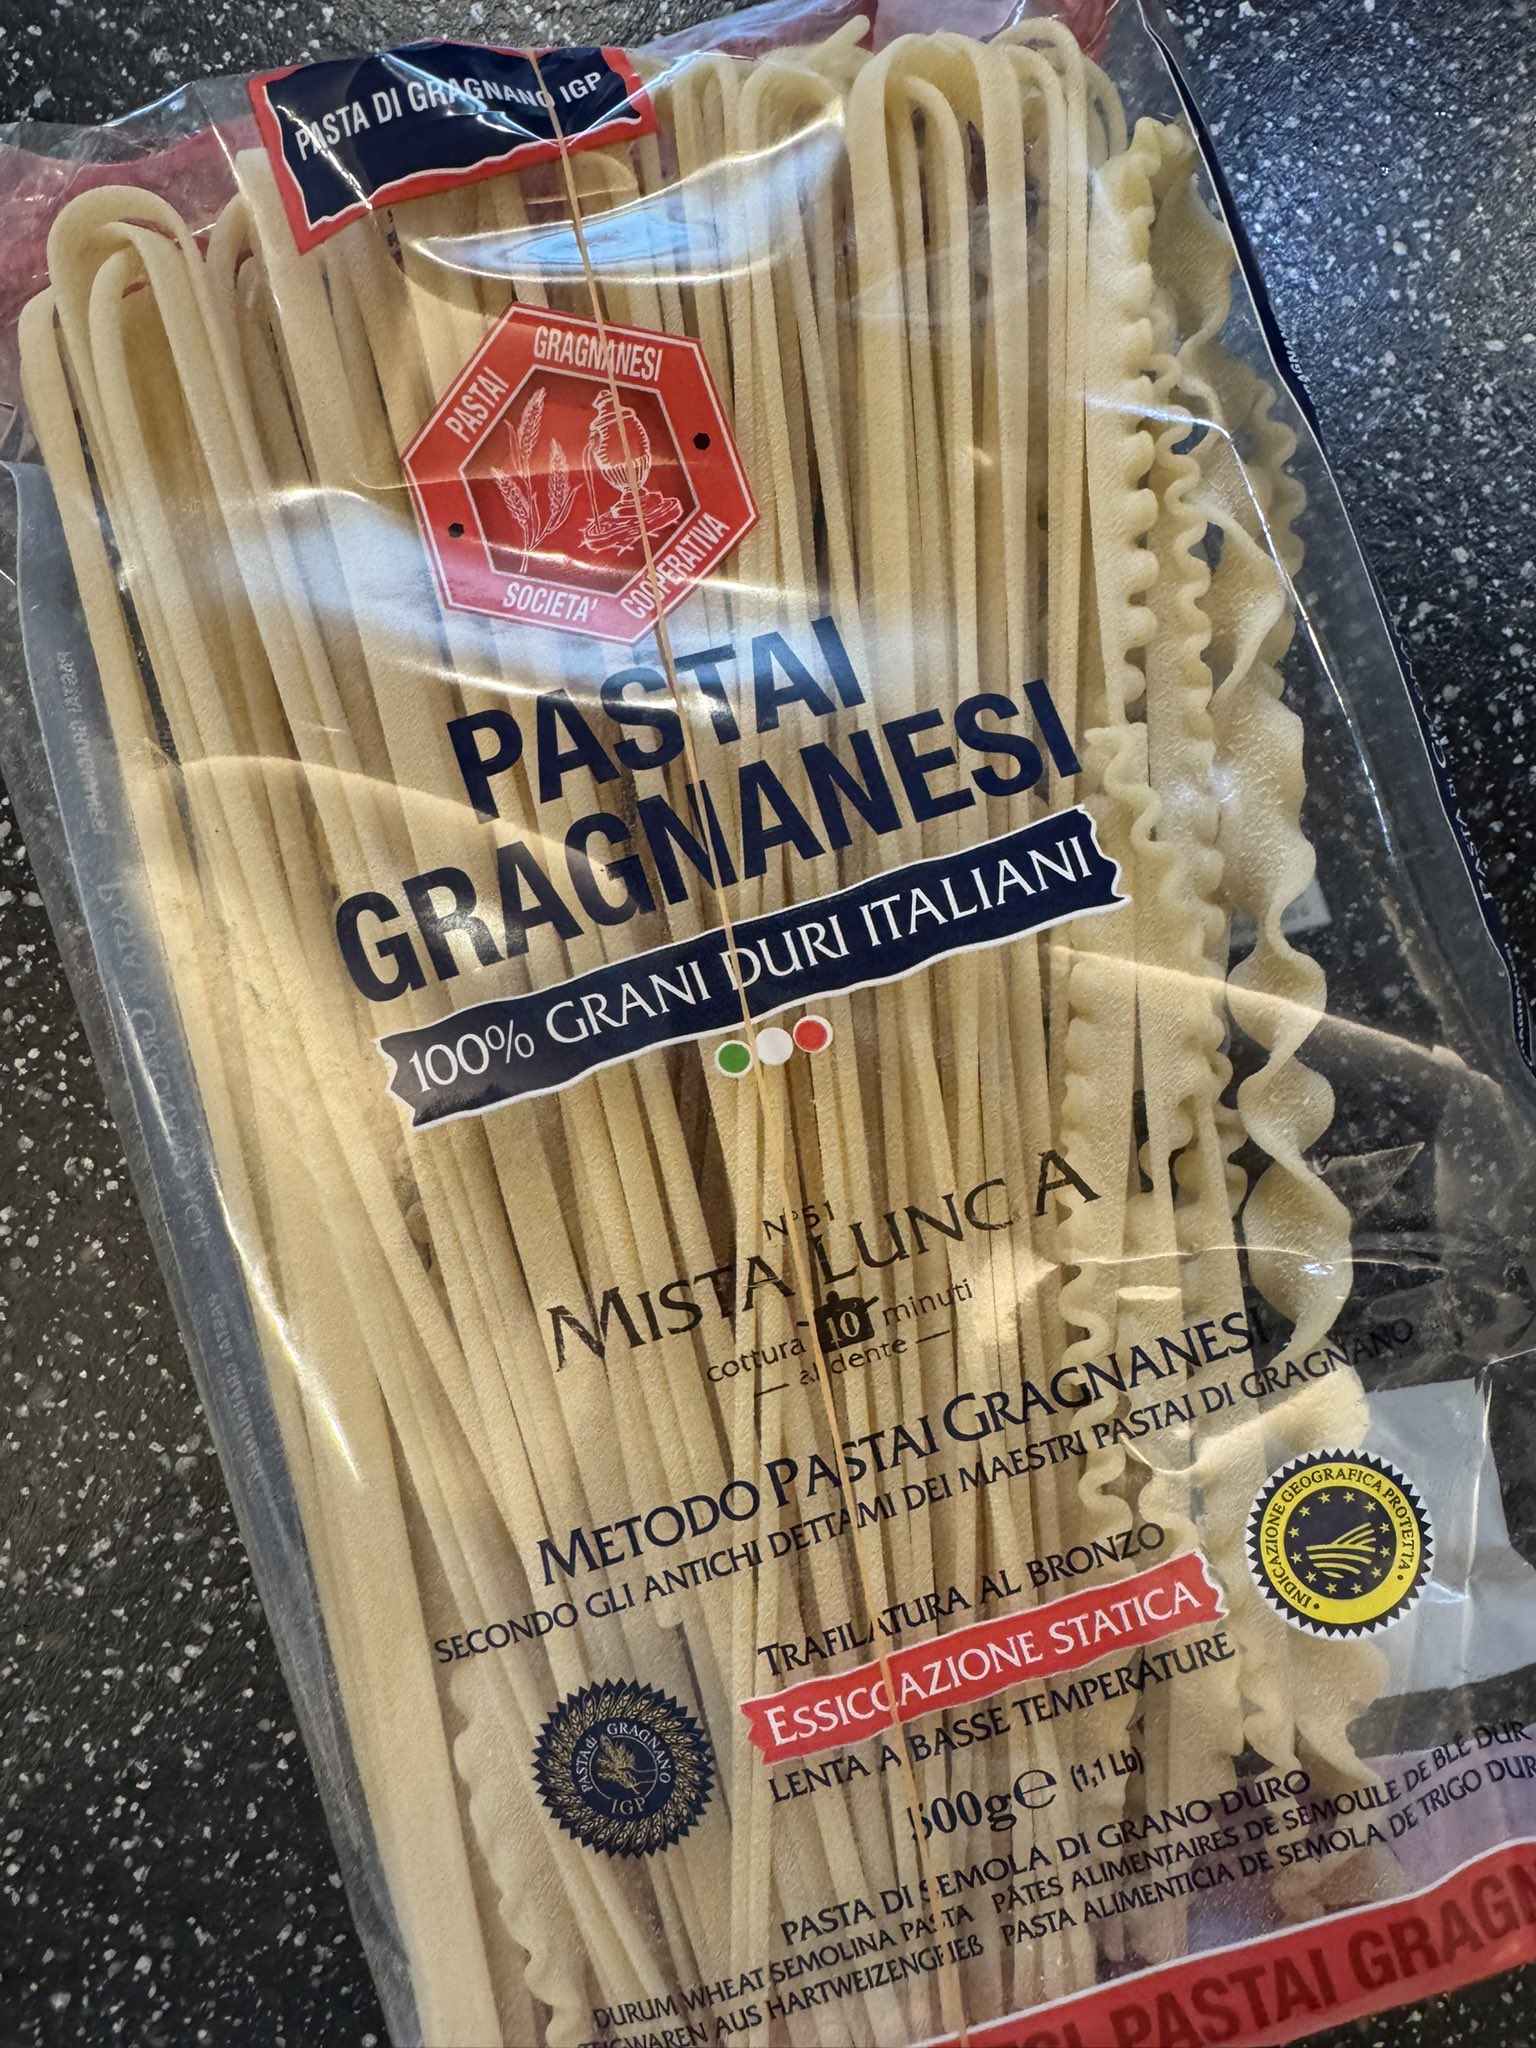 PASTA DI GRAGNANO IGP
PASTAI GRAGNANESI
SOCIETA' COOPERATIVA
PASTAI
GRAGNANESI
100% GRANI DURI ITALIANI
N°51
MISTA LUNGA
cottura 10 minuti
al dente
METODO PASTAI GRAGNANESI
SECONDO GLI ANTICHI DETTAMI DEI MAESTRI PASTAI DI GRAGNANO
TRAFILATURA AL BRONZO
ESSICCAZIONE STATICA
LENTA A BASSE TEMPERATURE
INDICAZIONE GEOGRAFICA PROTETTA
PASTA di GRAGNANO
IGP
500g e (1,1 Lb)
PASTA DI SEMOLA DI GRANO DURO
DURUM WHEAT SEMOLINA PASTA PÂTES ALIMENTAIRES DE SEMOULE DE BLÉ DUR
AUS HARTWEIZENGRIEß PASTA ALIMENTICIA DE SEMOLA DE TRIGO DUR
PASTAI GRAGN